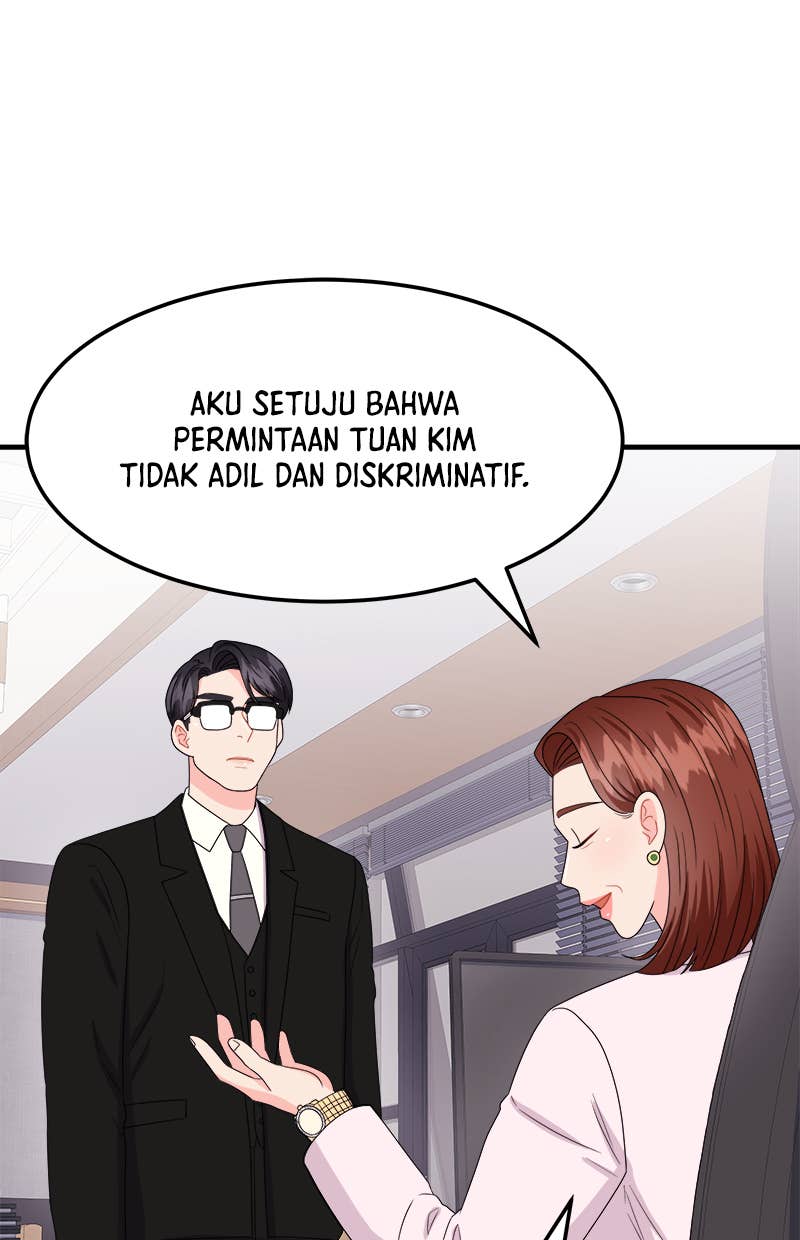 AKU SETUJU BAHWA
PERMINTAAN TUAN KIM
TIDAK ADIL DAN DISKRIMINATIF.